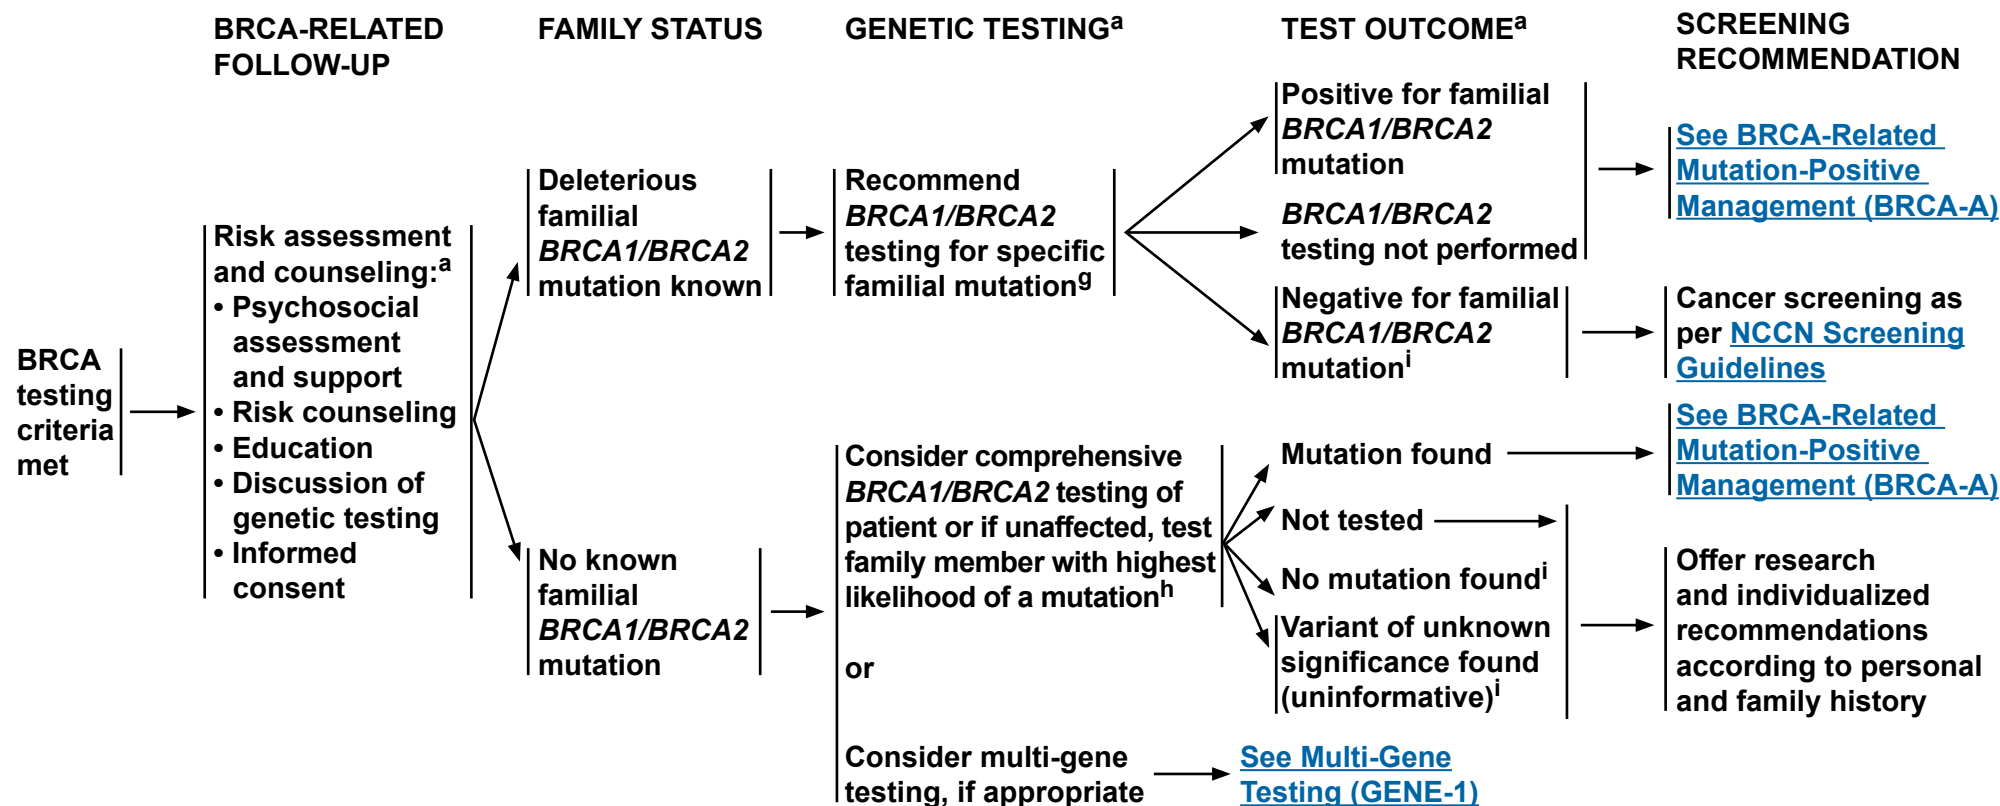 BRCA-RELATED
FOLLOW-UP
FAMILY STATUS
GENETIC TESTINGᵃ
TEST OUTCOMEᵃ
SCREENING
RECOMMENDATION
BRCA
testing
criteria
met
Risk assessment
and counseling:ᵃ
• Psychosocial
assessment
and support
• Risk counseling
• Education
• Discussion of
genetic testing
• Informed
consent
Deleterious
familial
BRCA1/BRCA2
mutation known
Recommend
BRCA1/BRCA2
testing for specific
familial mutationᵍ
Positive for familial
BRCA1/BRCA2
mutation
BRCA1/BRCA2
testing not performed
See BRCA-Related
Mutation-Positive
Management (BRCA-A)
Negative for familial
BRCA1/BRCA2
mutationⁱ
Cancer screening as
per NCCN Screening
Guidelines
No known
familial
BRCA1/BRCA2
mutation
Consider comprehensive
BRCA1/BRCA2 testing of
patient or if unaffected, test
family member with highest
likelihood of a mutationʰ
or
Consider multi-gene
testing, if appropriate
Mutation found
See BRCA-Related
Mutation-Positive
Management (BRCA-A)
Not tested
No mutation foundⁱ
Variant of unknown
significance found
(uninformative)ⁱ
Offer research
and individualized
recommendations
according to personal
and family history
See Multi-Gene
Testing (GENE-1)